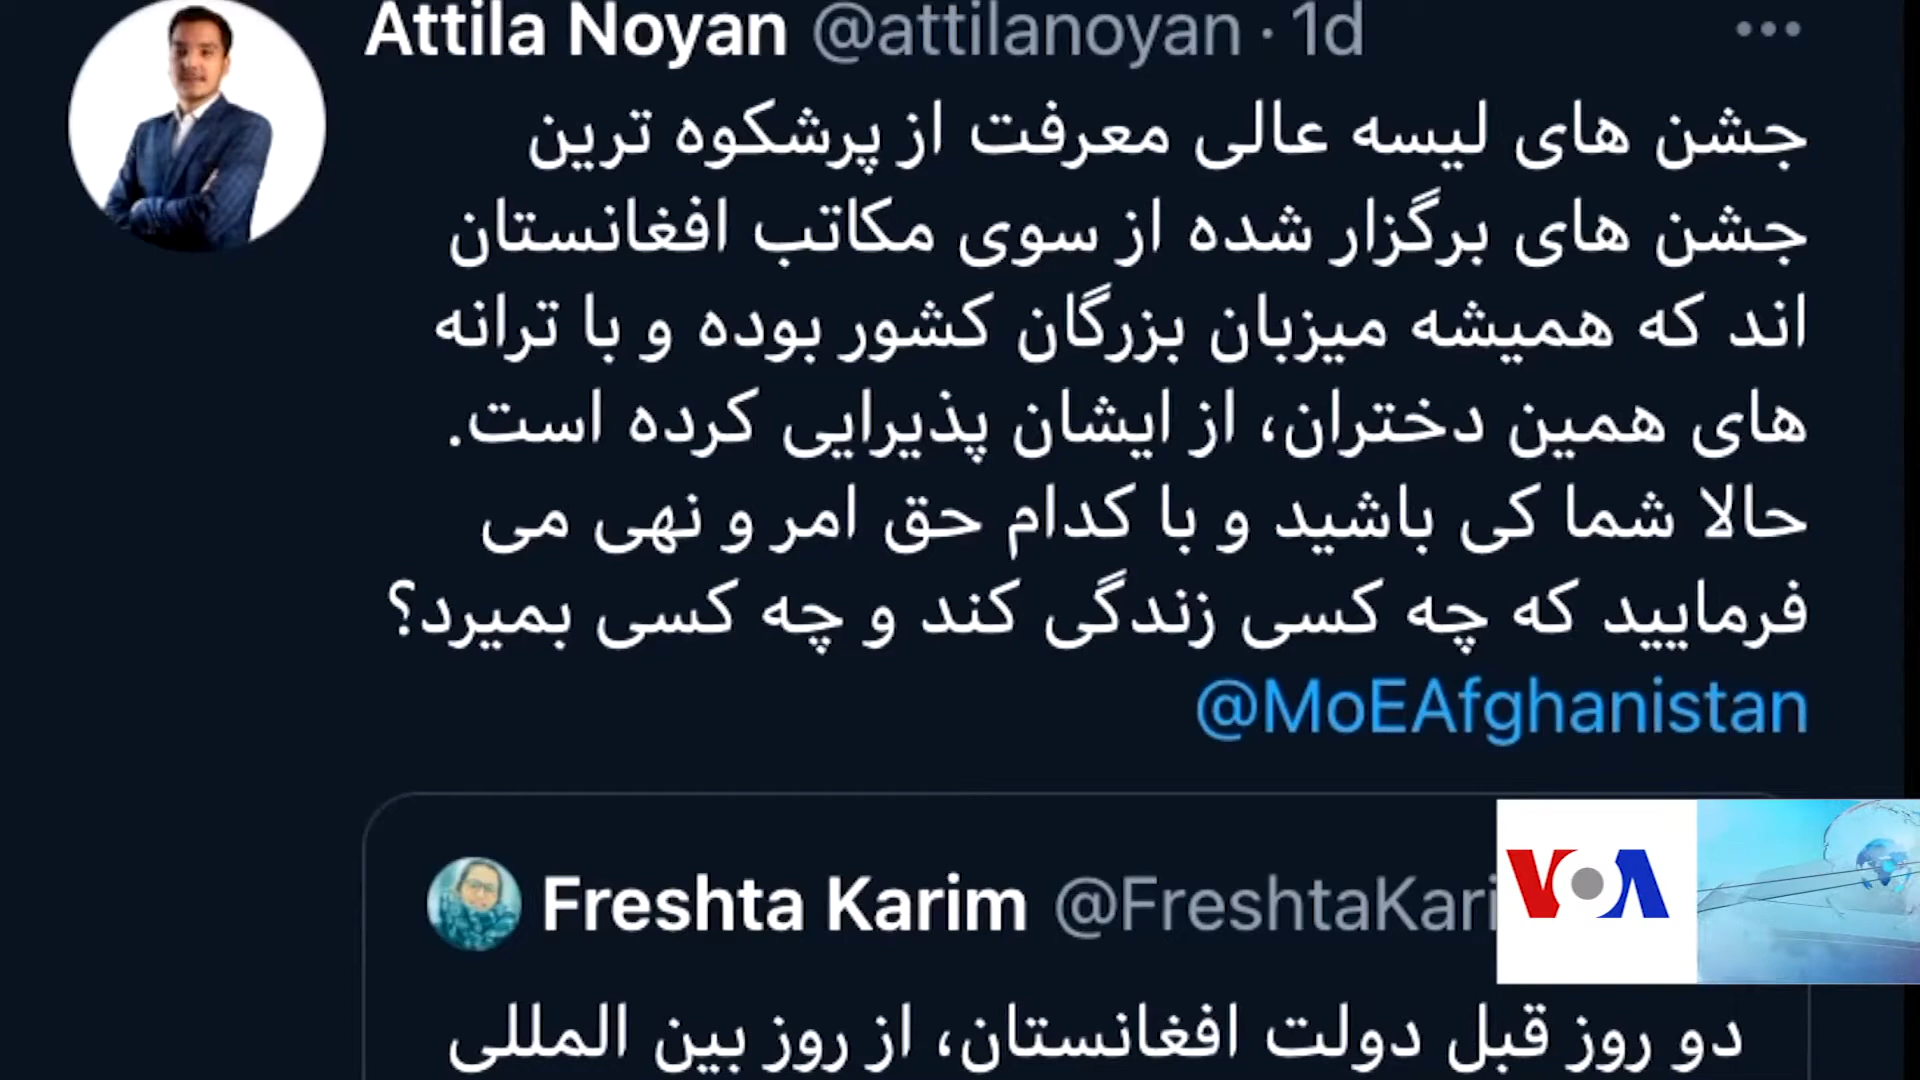 Attila Noyan @attilanoyan · 1d
جشن های لیسه عالی معرفت از پرشکوه ترین
جشن های برگزار شده از سوی مکاتب افغانستان
اند که همیشه میزبان بزرگان کشور بوده و با ترانه
های همین دختران، از ایشان پذیرایی کرده است.
حالا شما کی باشید و با کدام حق امر و نهی می
فرمایید که چه کسی زندگی کند و چه کسی بمیرد؟
@MoEAfghanistan
Freshta Karim @FreshtaKari
VOA
دو روز قبل دولت افغانستان، از روز بین المللی